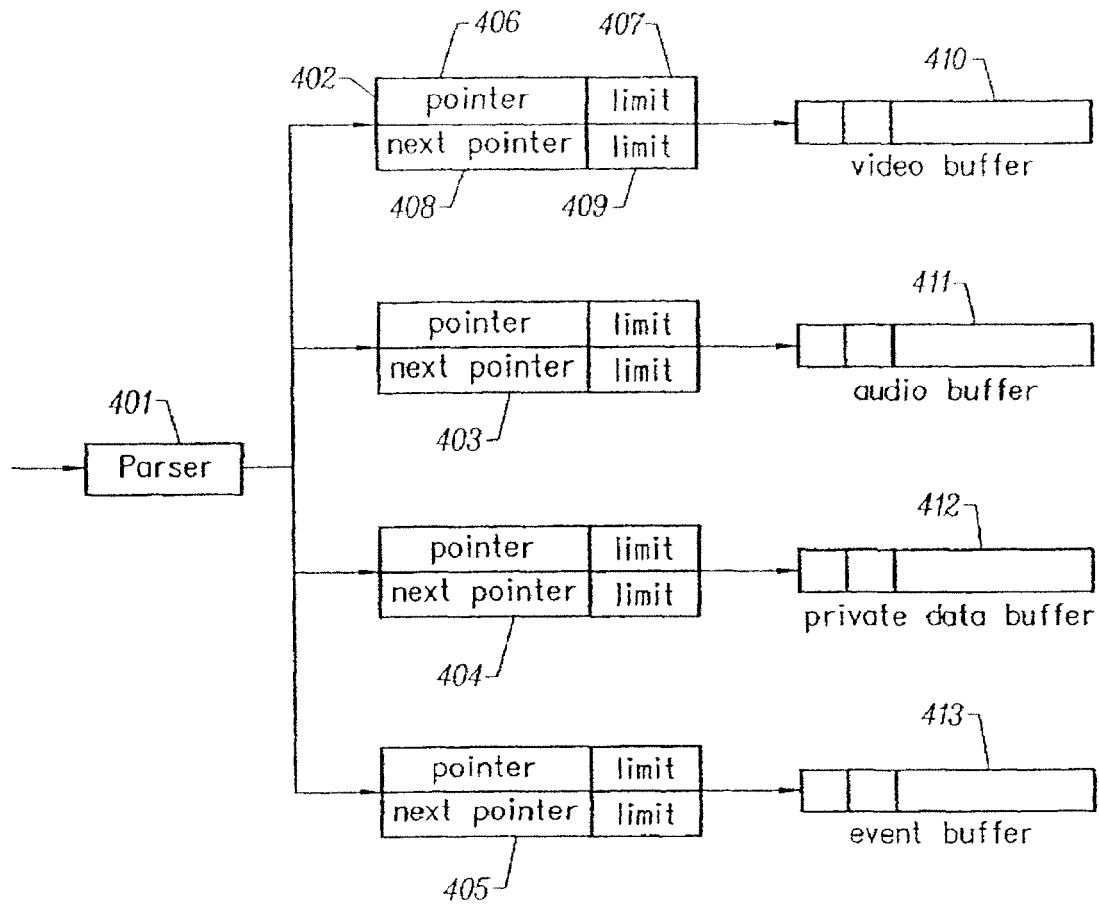 406
407
402
pointer
limit
next pointer
limit
408
409
410
video buffer
pointer
limit
next pointer
limit
403
411
audio buffer
401
Parser
pointer
limit
next pointer
limit
404
412
private data buffer
pointer
limit
next pointer
limit
405
413
event buffer